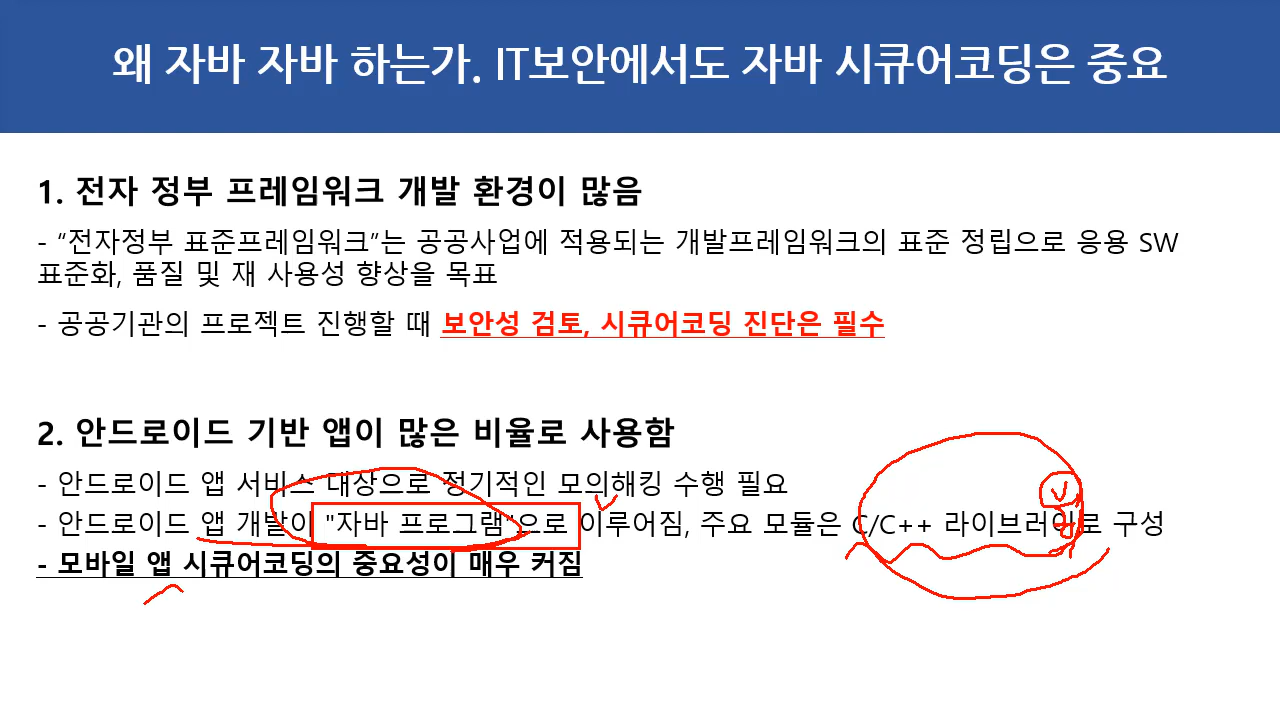 왜 자바 자바 하는가. IT보안에서도 자바 시큐어코딩은 중요
1. 전자 정부 프레임워크 개발 환경이 많음
- “전자정부 표준프레임워크”는 공공사업에 적용되는 개발프레임워크의 표준 정립으로 응용 SW
표준화, 품질 및 재 사용성 향상을 목표
- 공공기관의 프로젝트 진행할 때 보안성 검토, 시큐어코딩 진단은 필수
2. 안드로이드 기반 앱이 많은 비율로 사용함
- 안드로이드 앱 서비스 대상으로 정기적인 모의해킹 수행 필요
- 안드로이드 앱 개발이 "자바 프로그램"으로 이루어짐, 주요 모듈은 C/C++ 라이브러리로 구성
- 모바일 앱 시큐어코딩의 중요성이 매우 커짐